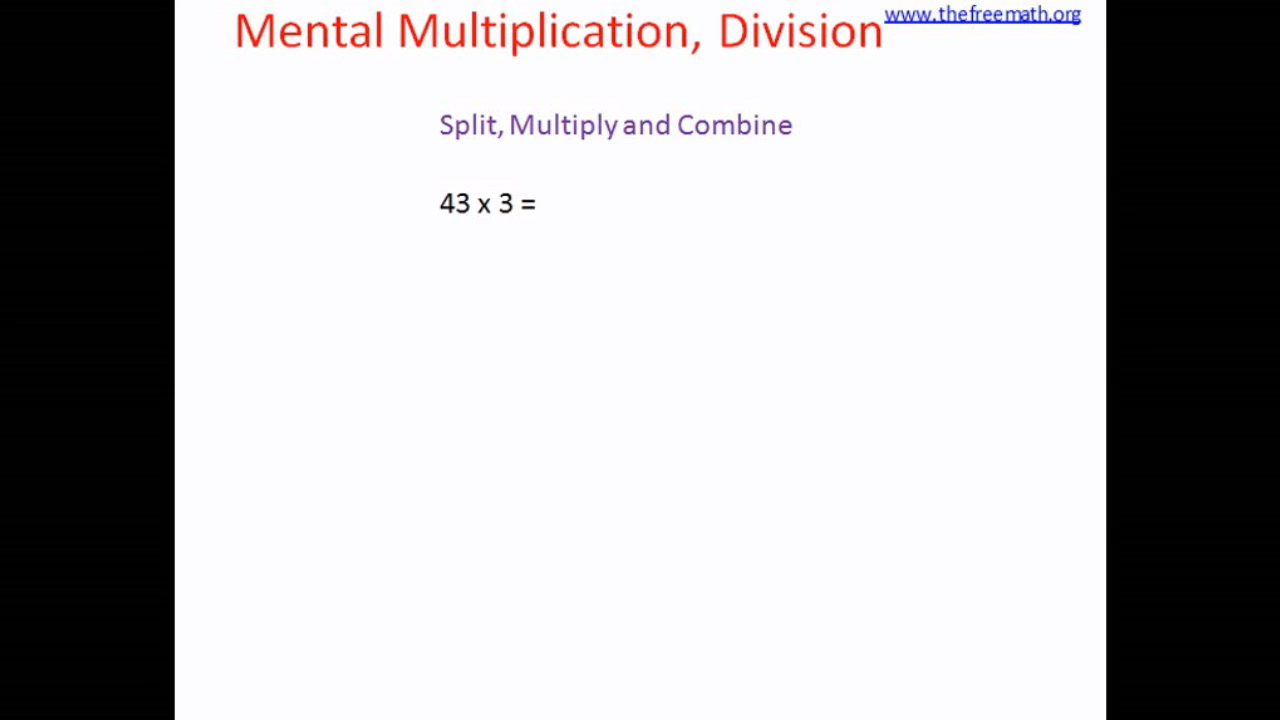 Mental Multiplication, Division
www.thefreemath.org
Split, Multiply and Combine
43 x 3 =